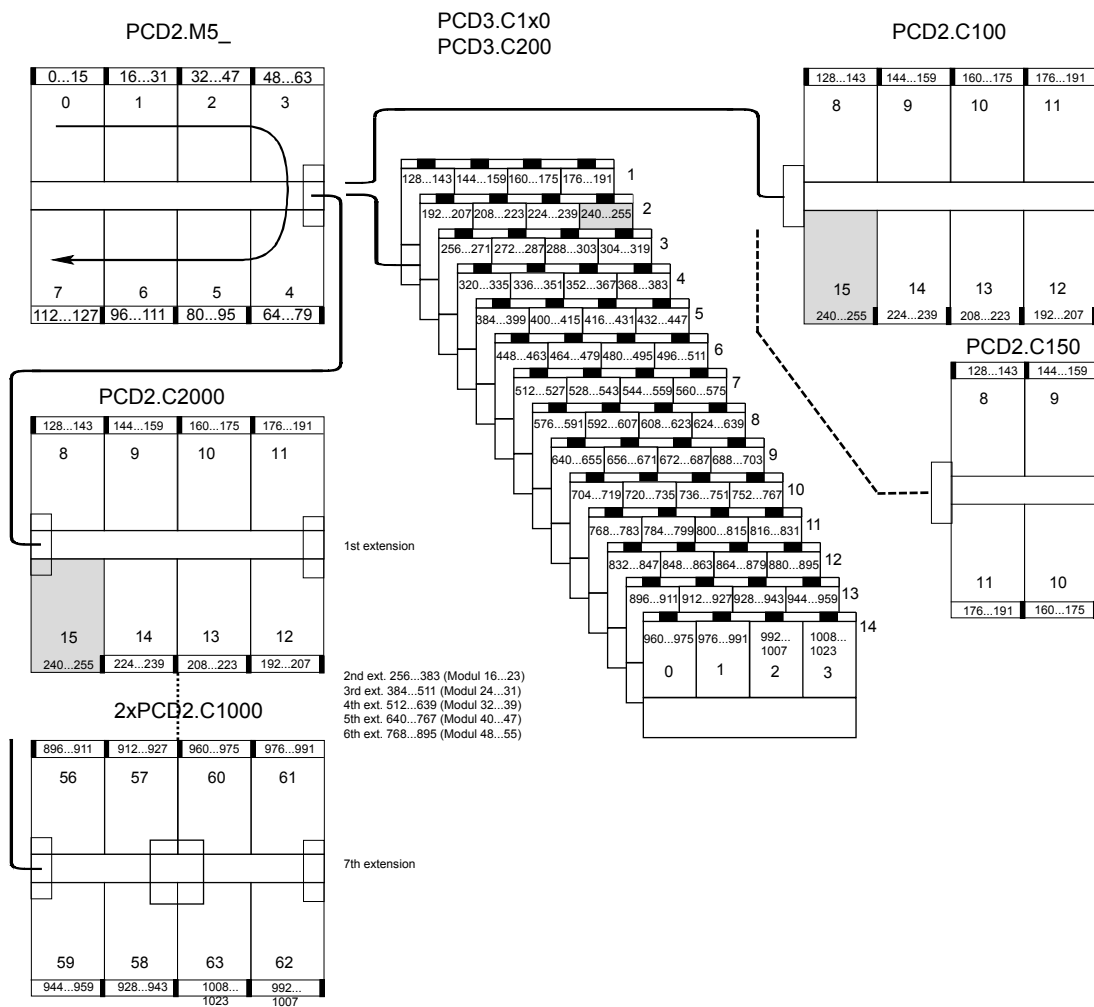 PCD2.M5_
0...15 16...31 32...47 48...63
0 1 2 3
7 6 5 4
112...127 96...111 80...95 64...79
PCD3.C1x0
PCD3.C200
128...143 144...159 160...175 176...191 1
192...207 208...223 224...239 240...255 2
256...271 272...287 288...303 304...319 3
320...335 336...351 352...367 368...383 4
384...399 400...415 416...431 432...447 5
448...463 464...479 480...495 496...511 6
512...527 528...543 544...559 560...575 7
576...591 592...607 608...623 624...639 8
640...655 656...671 672...687 688...703 9
704...719 720...735 736...751 752...767 10
768...783 784...799 800...815 816...831 11
832...847 848...863 864...879 880...895 12
896...911 912...927 928...943 944...959 13
14
960...975 976...991 992... 1008...
1007 1023
0 1 2 3
PCD2.C100
128...143 144...159 160...175 176...191
8 9 10 11
15 14 13 12
240...255 224...239 208...223 192...207
PCD2.C150
128...143 144...159
8 9
11 10
176...191 160...175
PCD2.C2000
128...143 144...159 160...175 176...191
8 9 10 11
1st extension
15 14 13 12
240...255 224...239 208...223 192...207
2nd ext. 256...383 (Modul 16...23)
3rd ext. 384...511 (Modul 24...31)
4th ext. 512...639 (Modul 32...39)
5th ext. 640...767 (Modul 40...47)
6th ext. 768...895 (Modul 48...55)
2xPCD2.C1000
896...911 912...927 960...975 976...991
56 57 60 61
7th extension
59 58 63 62
944...959 928...943 1008... 992...
1023 1007